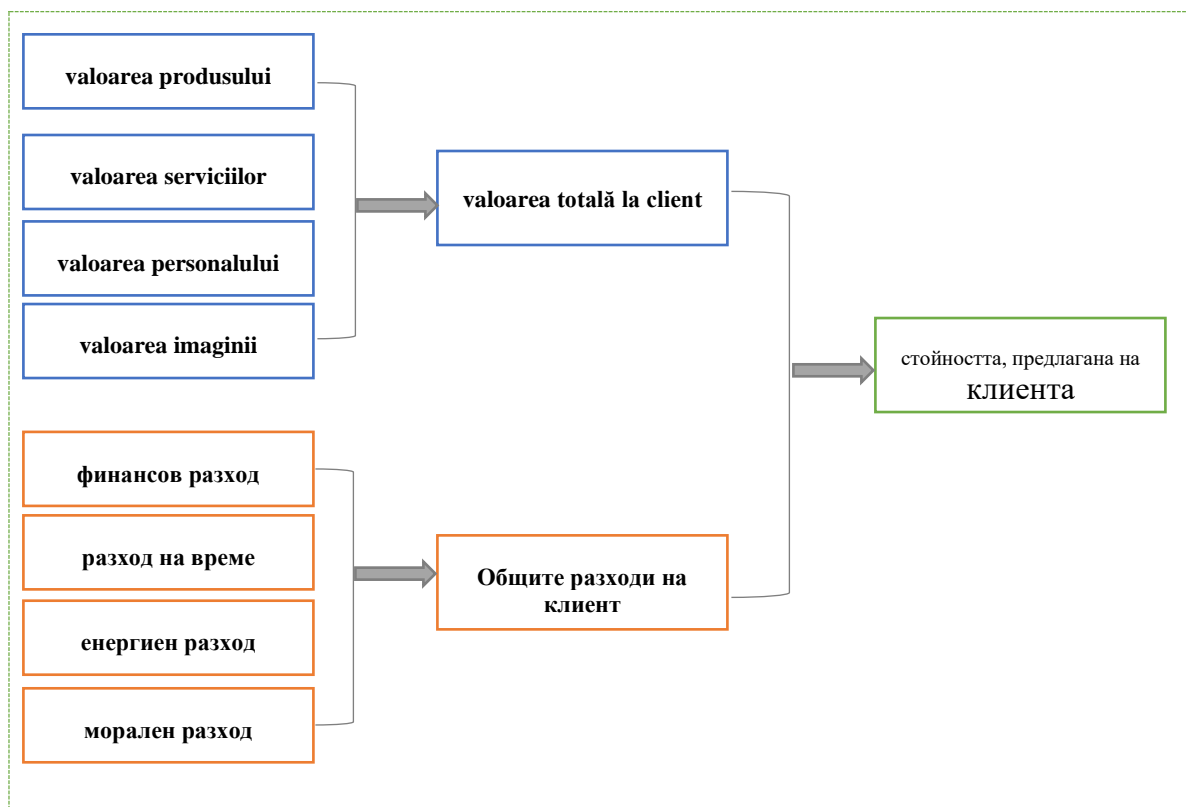 valoarea produsului
valoarea serviciilor
valoarea personalului
valoarea imaginii
valoarea totală la client
финансов разход
разход на време
енергиен разход
морален разход
Общите разходи на
клиент
стойността, предлагана на
клиента